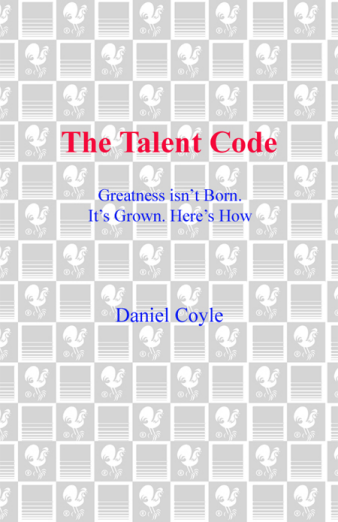 The Talent Code
Greatness isn’t Born.
It’s Grown. Here’s How
Daniel Coyle